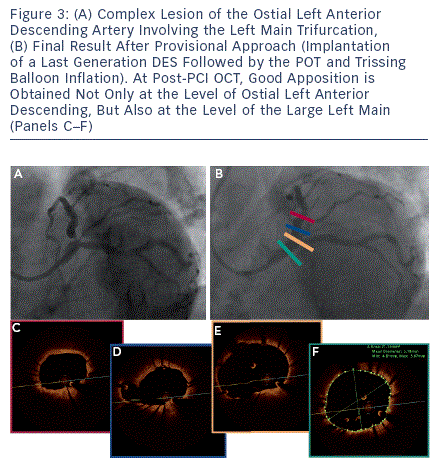 Figure 3: (A) Complex Lesion of the Ostial Left Anterior
Descending Artery Involving the Left Main Trifurcation,
(B) Final Result After Provisional Approach (Implantation
of a Last Generation DES Followed by the POT and Trissing
Balloon Inflation). At Post-PCI OCT, Good Apposition is
Obtained Not Only at the Level of Ostial Left Anterior
Descending, But Also at the Level of the Large Left Main
(Panels C–F)
A
B
C
D
E
F